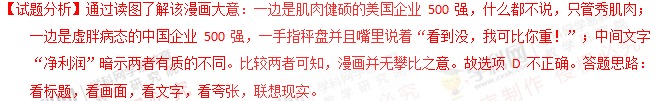 【试题分析】通过读图了解该漫画大意:一边是肌肉健硕的美国企业 500 强,什么都不说,只管秀肌肉;
一边是虚胖病态的中国企业 500 强,一手指秤盘并且嘴里说着“看到没,我可比你重!”;中间文字
“净利润”暗示两者有质的不同。比较两者可知,漫画并无攀比之意。故选项 D 不正确。答题思路:
看标题,看画面,看文字,看夸张,联想现实。